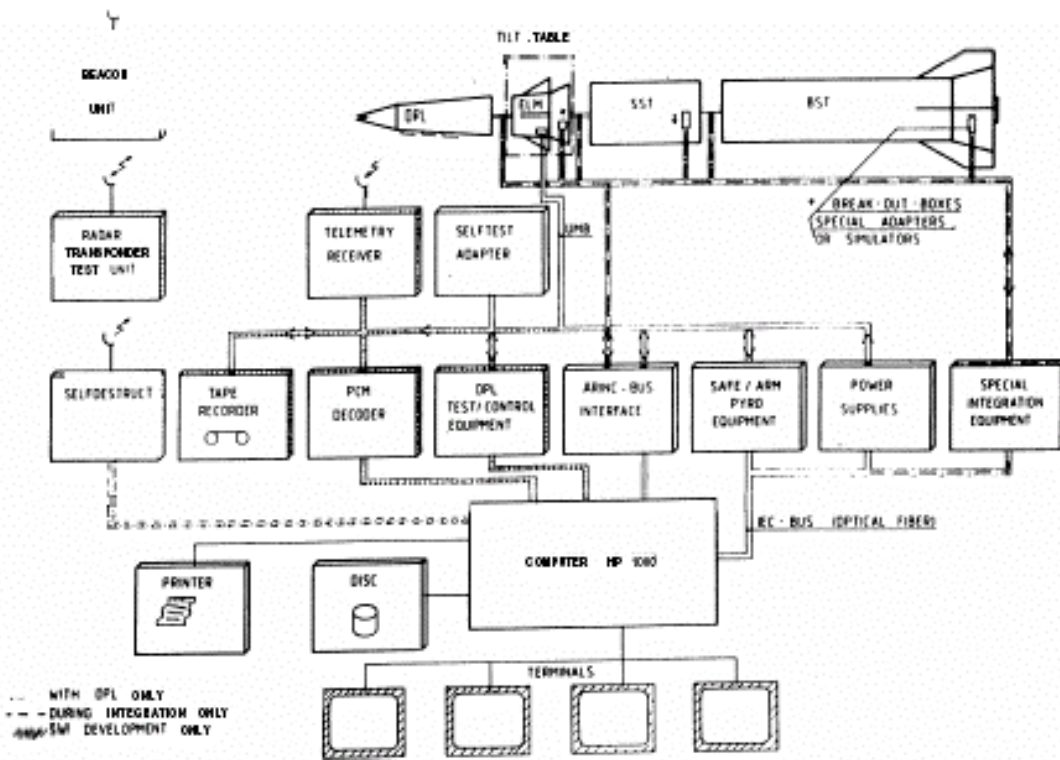 TILT.TABLE
BEACON
UNIT
DPL
ELM
SST
BST
+ BREAK-OUT-BOXES
SPECIAL ADAPTERS
OR SIMULATORS
UMB
RADAR
TRANSPONDER
TEST UNIT
TELEMETRY
RECEIVER
SELFTEST
ADAPTER
SELFDESTRUCT
TAPE
RECORDER
PCM
DECODER
DPL
TEST/CONTROL
EQUIPMENT
ARINC-BUS
INTERFACE
SAFE/ARM
PYRO
EQUIPMENT
POWER
SUPPLIES
SPECIAL
INTEGRATION
EQUIPMENT
IEC-BUS (OPTICAL FIBER)
COMPUTER HP 1000
PRINTER
DISC
TERMINALS
WITH DPL ONLY
DURING INTEGRATION ONLY
DEVELOPMENT ONLY